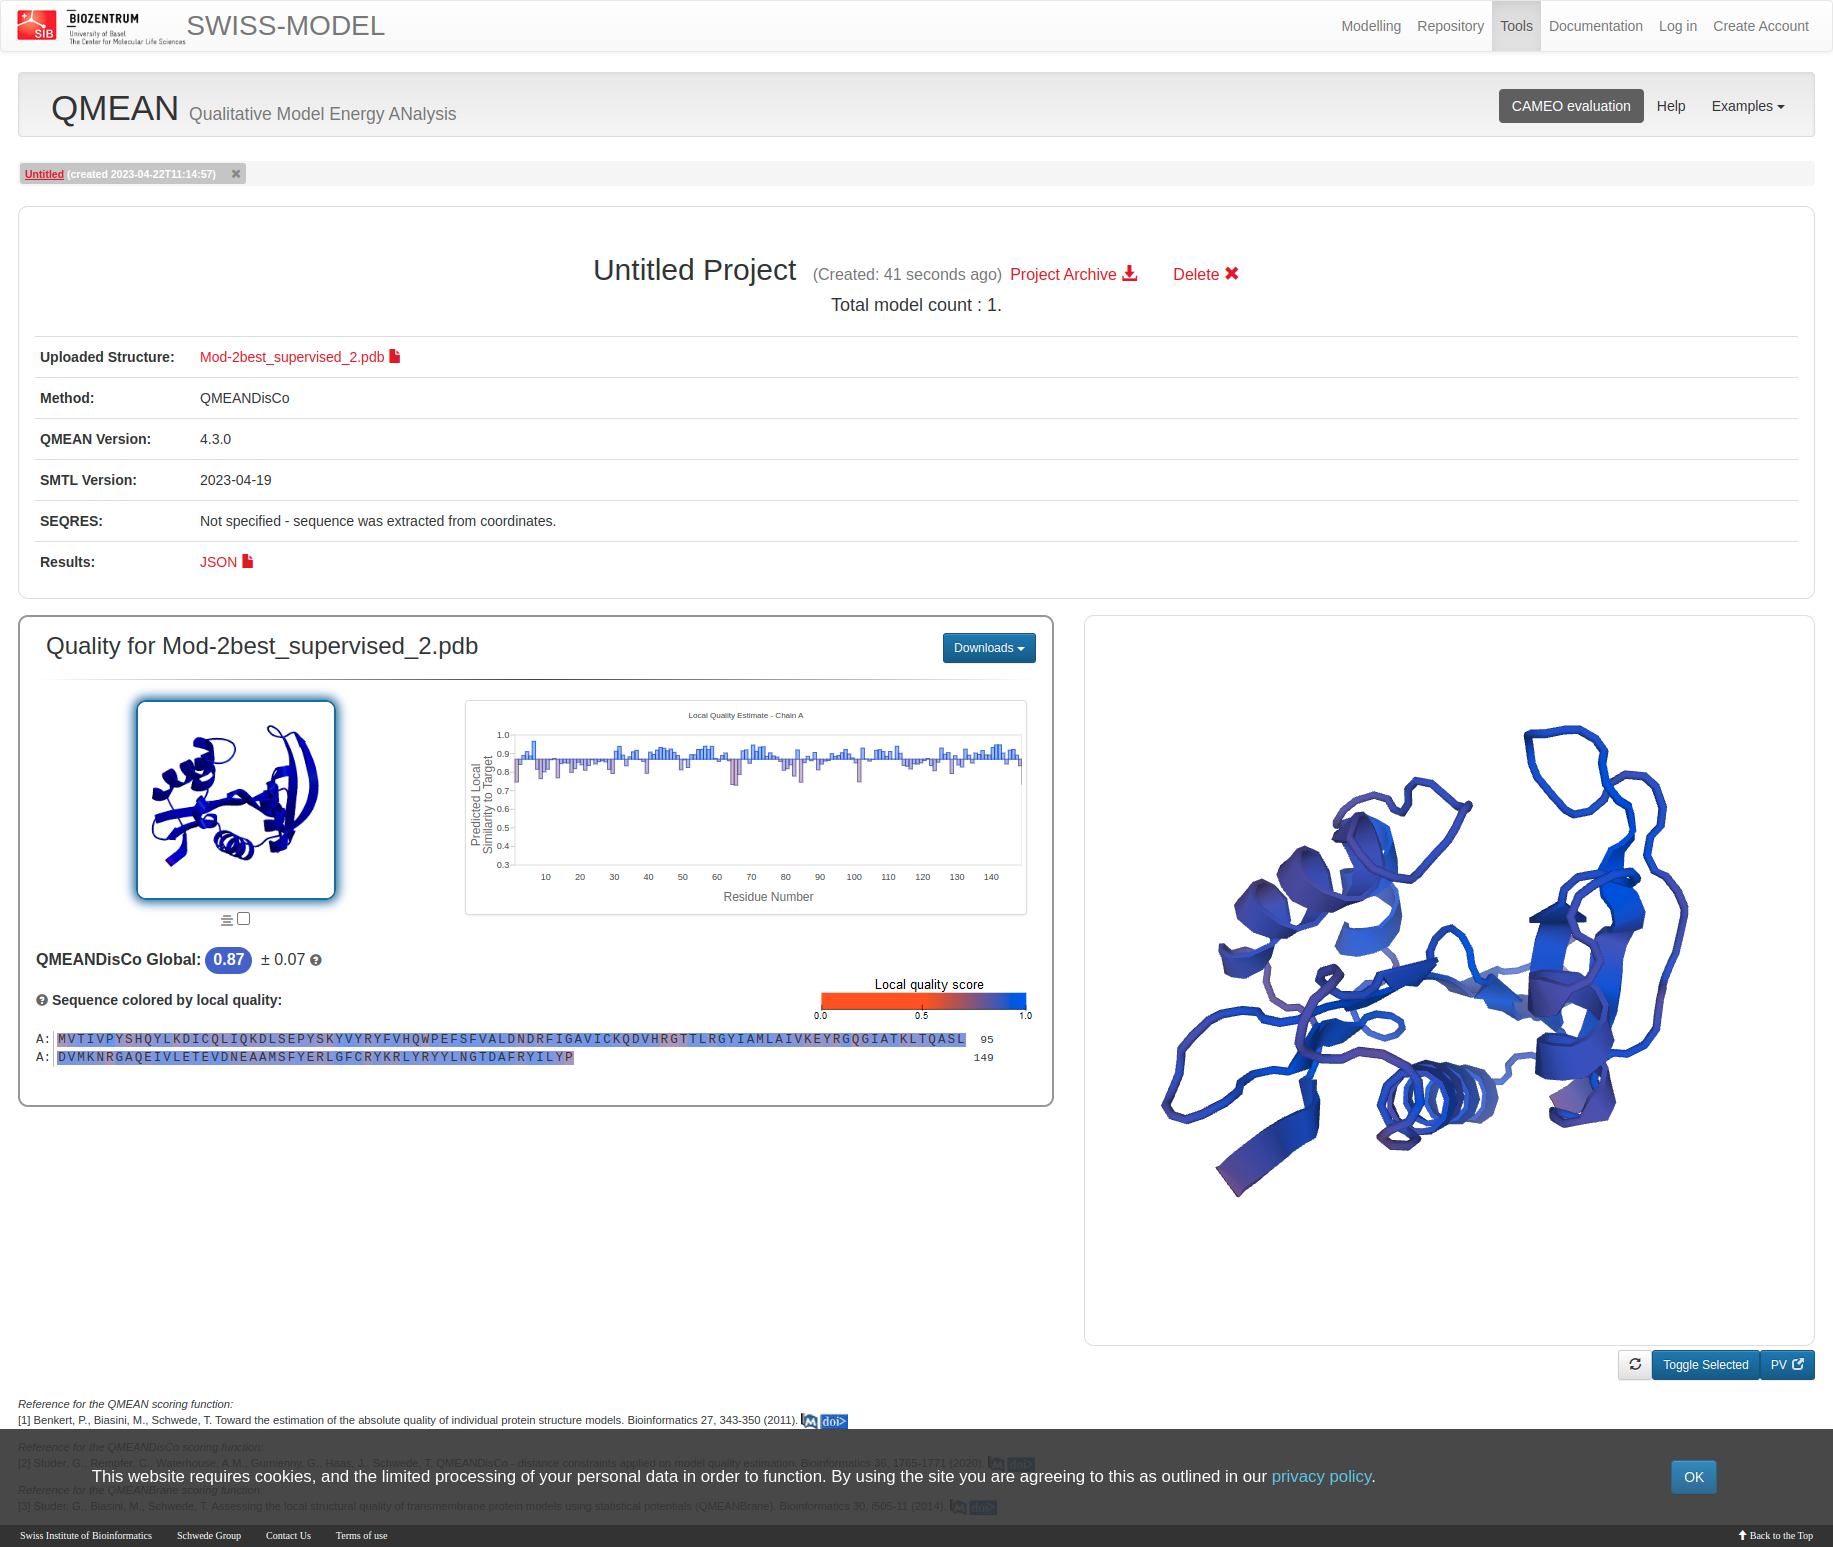 SIB
BIOZENTRUM
University of Basel
The Center for Molecular Life Sciences
SWISS-MODEL
Modelling Repository Tools Documentation Log in Create Account
QMEAN Qualitative Model Energy ANalysis
CAMEO evaluation Help Examples
Untitled (created 2023-04-22T11:14:57) ✖
Untitled Project (Created: 41 seconds ago) Project Archive Delete ✖
Total model count : 1.
Uploaded Structure: Mod-2best_supervised_2.pdb
Method: QMEANDisCo
QMEAN Version: 4.3.0
SMTL Version: 2023-04-19
SEQRES: Not specified - sequence was extracted from coordinates.
Results: JSON
Quality for Mod-2best_supervised_2.pdb
Downloads
Local Quality Estimate - Chain A
Predicted Local
Similarity to Target
1.0
0.9
0.8
0.7
0.6
0.5
0.4
0.3
10 20 30 40 50 60 70 80 90 100 110 120 130 140
Residue Number
QMEANDisCo Global: 0.87 ± 0.07
Sequence colored by local quality:
Local quality score
0.0 0.5 1.0
A: MVTIVPYSHQYLKDICQLIQKDLSEPYSKYVYRYFVHQWPEFSFVALDNDRFIGAVICKQDVHRGTTLRGYIAMLAIVKEYRGQGIATKLTQASL 95
A: DVMKNRGAQEIVLETEVDNEAAMSFYERLGFCRYKRLYRYYLNGTDAFRYILYP 149
Toggle Selected PV
Reference for the QMEAN scoring function:
[1] Benkert, P., Biasini, M., Schwede, T. Toward the estimation of the absolute quality of individual protein structure models. Bioinformatics 27, 343-350 (2011). doi>
Reference for the QMEANDisCo scoring function:
[2] Studer, G., Rempfer, C., Waterhouse, A.M., Gumienny, G., Haas, J., Schwede, T. QMEANDisCo - distance constraints applied on model quality estimation. Bioinformatics 36, 1765-1771 (2020). doi>
This website requires cookies, and the limited processing of your personal data in order to function. By using the site you are agreeing to this as outlined in our privacy policy.
OK
Reference for the QMEANBrane scoring function:
[3] Studer, G., Biasini, M., Schwede, T. Assessing the local structural quality of transmembrane protein models using statistical potentials (QMEANBrane). Bioinformatics 30, i505-11 (2014). doi>
Swiss Institute of Bioinformatics Schwede Group Contact Us Terms of use
Back to the Top